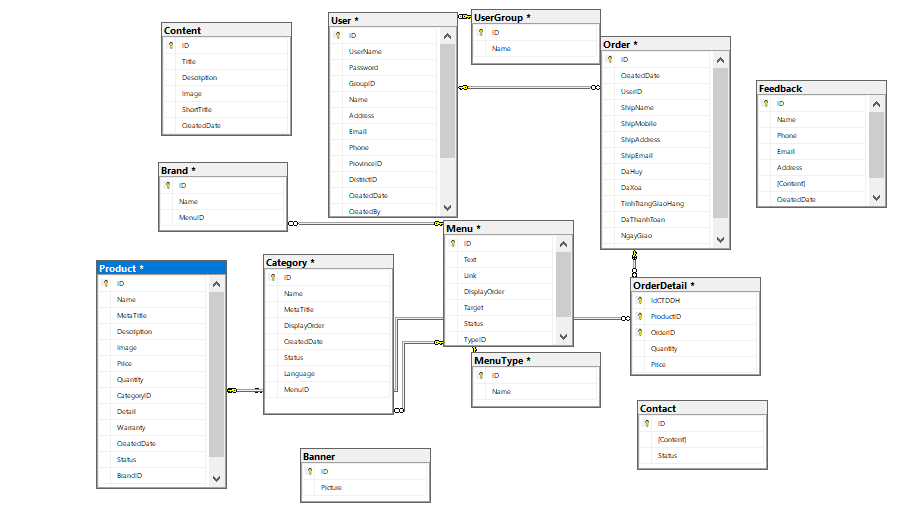 Content
ID
Title
Description
Image
ShortTitle
CreatedDate
User *
ID
UserName
Password
GroupID
Name
Address
Email
Phone
ProvinceID
DistrictID
CreatedDate
CreatedBy
UserGroup *
ID
Name
Order *
ID
CreatedDate
UserID
ShipName
ShipMobile
ShipAddress
ShipEmail
DaHuy
DaXoa
TinhTrangGiaoHang
DaThanhToan
NgayGiao
Feedback
ID
Name
Phone
Email
Address
[Content]
CreatedDate
Brand *
ID
Name
MenuID
Menu *
ID
Text
Link
DisplayOrder
Target
Status
TypeID
Product *
ID
Name
MetaTitle
Description
Image
Price
Quantity
CategoryID
Detail
Warranty
CreatedDate
Status
BrandID
Category *
ID
Name
MetaTitle
DisplayOrder
CreatedDate
Status
Language
MenuID
OrderDetail *
IdCTDDH
ProductID
OrderID
Quantity
Price
MenuType *
ID
Name
Contact
ID
[Content]
Status
Banner
ID
Picture